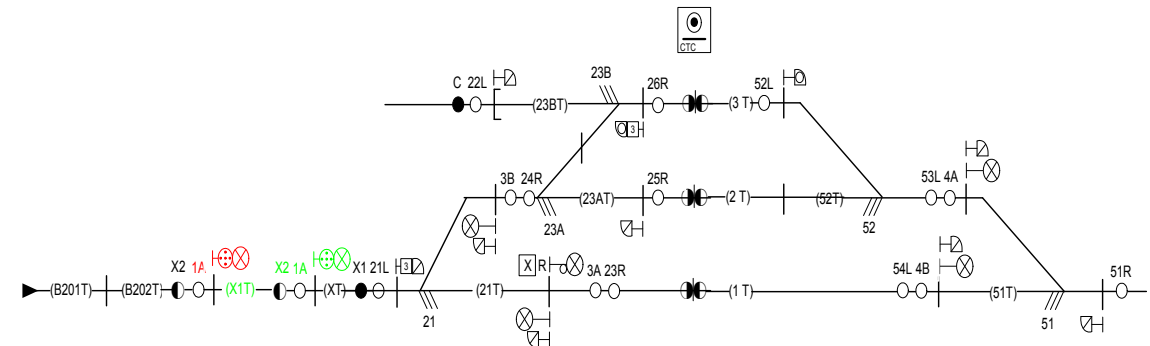 CTC
23B
C 22L
26R
52L
(23BT)
(3 T)
3
3B 24R
25R
53L 4A
(23AT)
(2 T)
(52T)
23A
52
X2 1A
X2 1A
X1 21L
3
X R
3A 23R
54L 4B
51R
(B201T)
(B202T)
(X1T)
(XT)
(21T)
(1 T)
(51T)
21
51